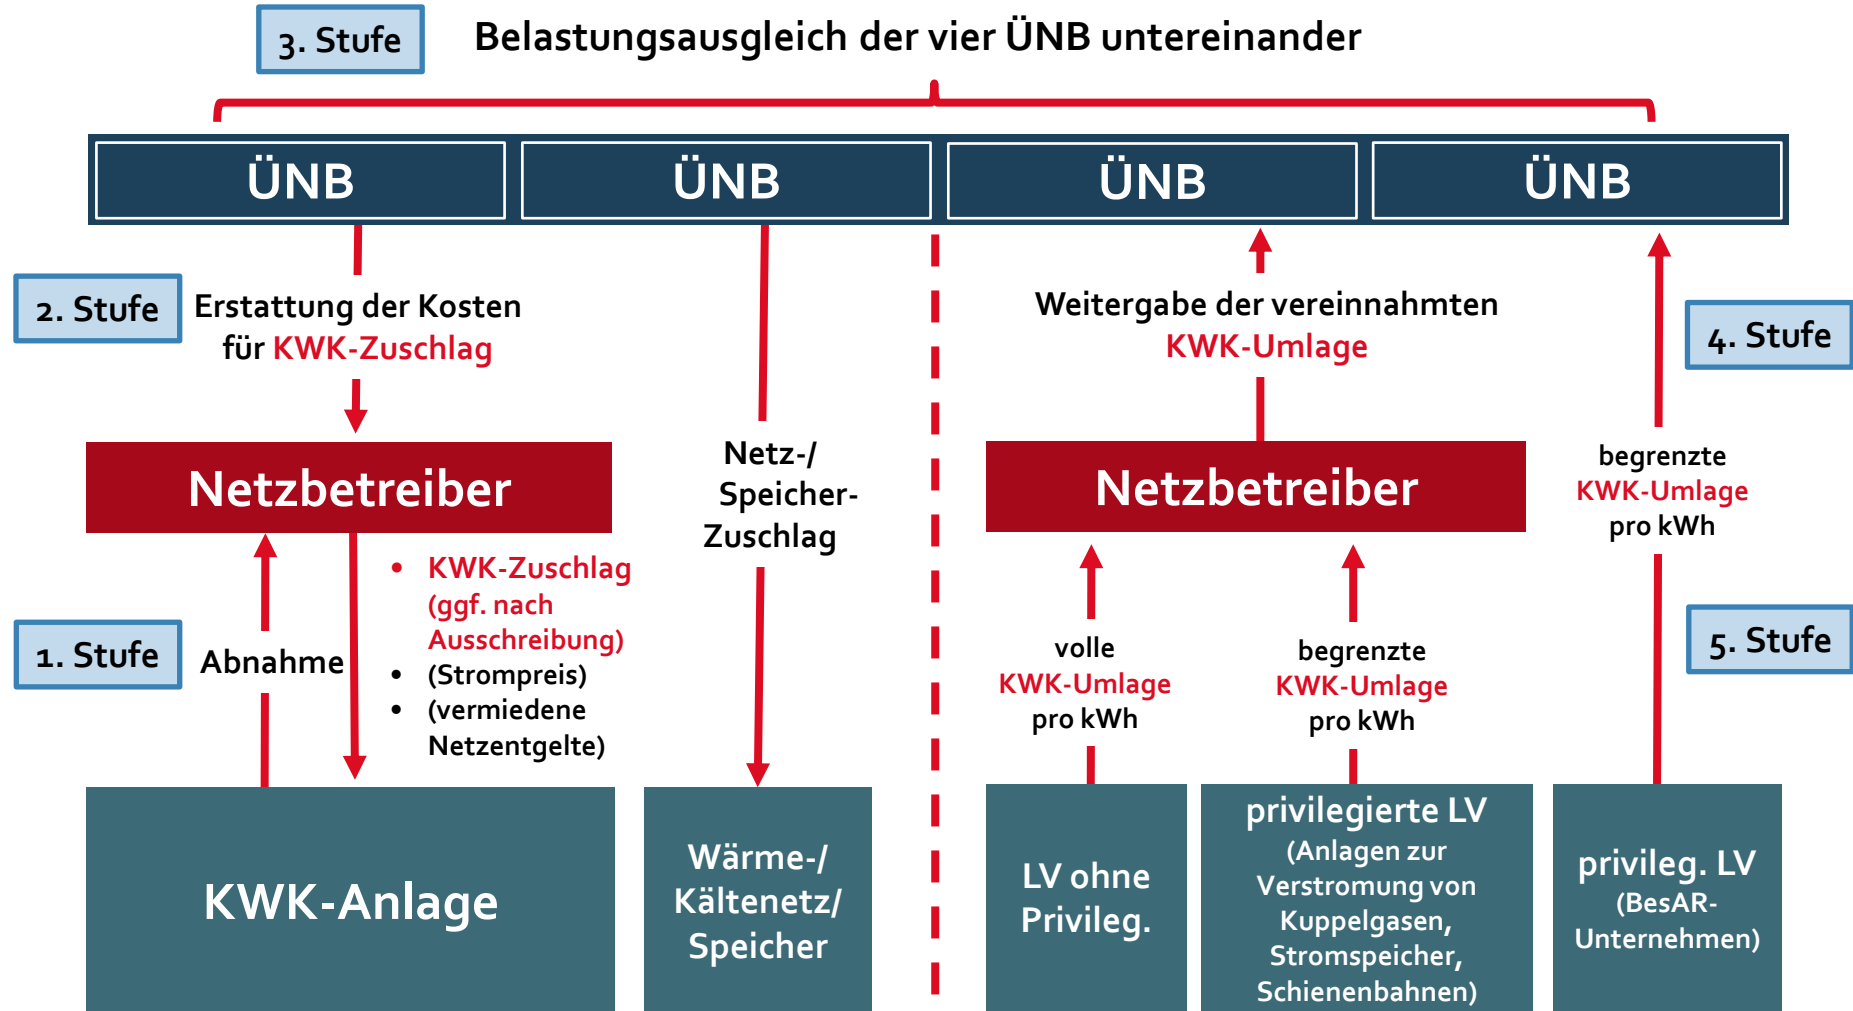 3. Stufe
Belastungsausgleich der vier ÜNB untereinander
ÜNB
ÜNB
ÜNB
ÜNB
2. Stufe
Erstattung der Kosten
für KWK-Zuschlag
Netz-/
Speicher-
Zuschlag
Weitergabe der vereinnahmten
KWK-Umlage
4. Stufe
begrenzte
KWK-Umlage
pro kWh
Netzbetreiber
Netzbetreiber
1. Stufe
Abnahme
• KWK-Zuschlag
(ggf. nach
Ausschreibung)
• (Strompreis)
• (vermiedene
Netzentgelte)
volle
KWK-Umlage
pro kWh
begrenzte
KWK-Umlage
pro kWh
5. Stufe
KWK-Anlage
Wärme-/
Kältenetz/
Speicher
LV ohne
Privileg.
privilegierte LV
(Anlagen zur
Verstromung von
Kuppelgasen,
Stromspeicher,
Schienenbahnen)
privileg. LV
(BesAR-
Unternehmen)